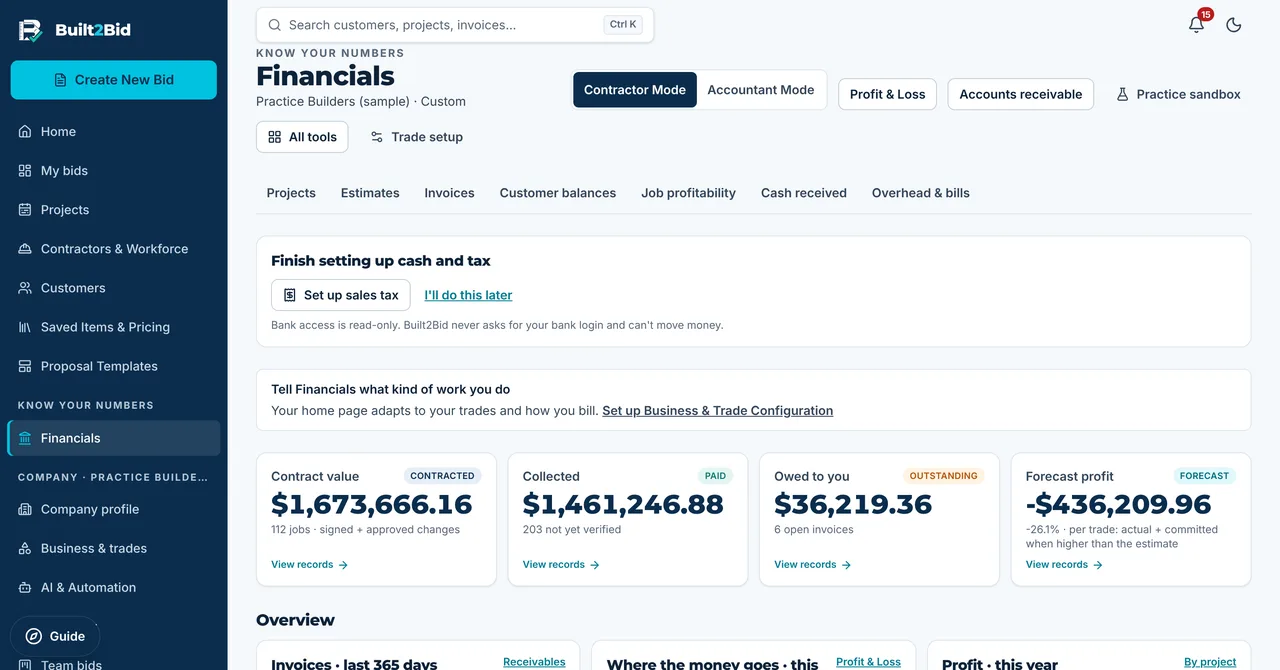 Built2Bid
Create New Bid
Home
My bids
Projects
Contractors & Workforce
Customers
Saved Items & Pricing
Proposal Templates
KNOW YOUR NUMBERS
Financials
COMPANY · PRACTICE BUILDE...
Company profile
Business & trades
AI & Automation
Guide
Team bids
Search customers, projects, invoices...
Ctrl K
15
KNOW YOUR NUMBERS
Financials
Practice Builders (sample) · Custom
Contractor Mode
Accountant Mode
Profit & Loss
Accounts receivable
Practice sandbox
All tools
Trade setup
Projects
Estimates
Invoices
Customer balances
Job profitability
Cash received
Overhead & bills
Finish setting up cash and tax
Set up sales tax
I'll do this later
Bank access is read-only. Built2Bid never asks for your bank login and can't move money.
Tell Financials what kind of work you do
Your home page adapts to your trades and how you bill. Set up Business & Trade Configuration
Contract value
CONTRACTED
$1,673,666.16
112 jobs · signed + approved changes
View records →
Collected
PAID
$1,461,246.88
203 not yet verified
View records →
Owed to you
OUTSTANDING
$36,219.36
6 open invoices
View records →
Forecast profit
FORECAST
-$436,209.96
-26.1% · per trade: actual + committed
when higher than the estimate
View records →
Overview
Invoices · last 365 days
Receivables
Where the money goes · this
Profit & Loss
Profit · this year
By project